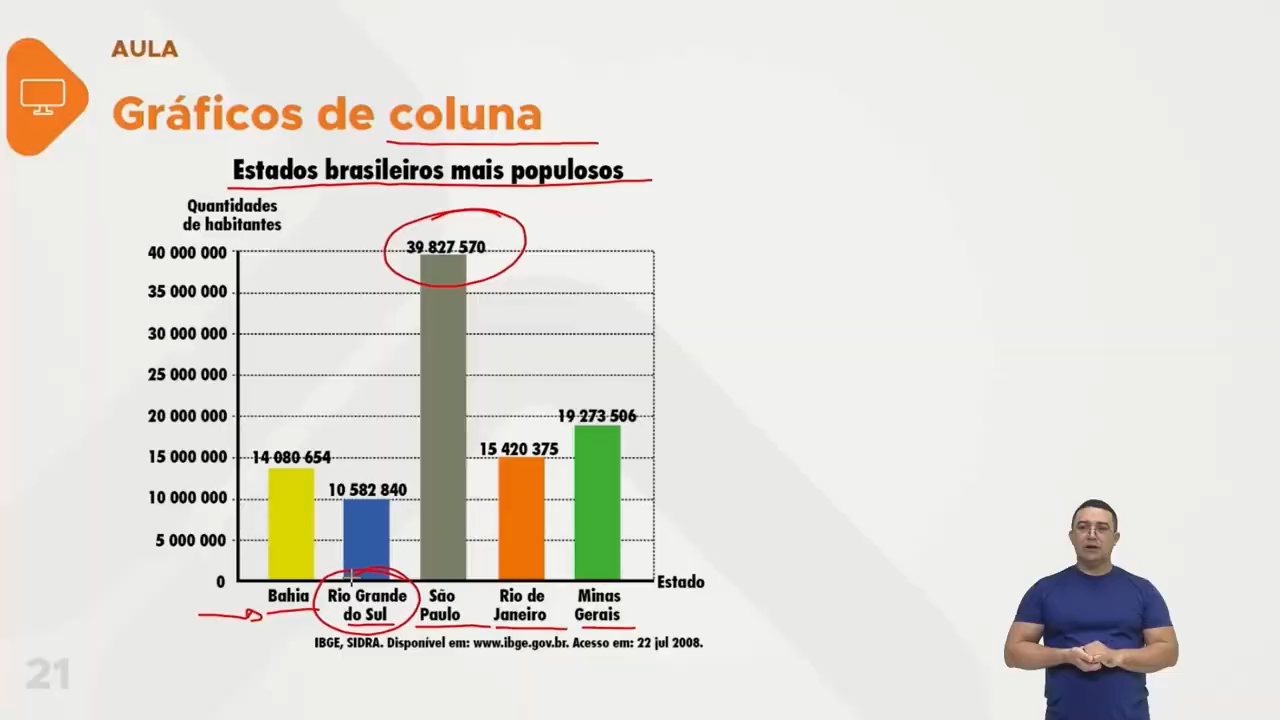 AULA
Gráficos de coluna
Estados brasileiros mais populosos
Quantidades
de habitantes
40 000 000
35 000 000
30 000 000
25 000 000
20 000 000
15 000 000
10 000 000
5 000 000
0
14 080 654
10 582 840
39 827 570
15 420 375
19 273 506
Estado
Bahia
Rio Grande
do Sul
São
Paulo
Rio de
Janeiro
Minas
Gerais
IBGE, SIDRA. Disponível em: www.ibge.gov.br. Acesso em: 22 jul 2008.
21